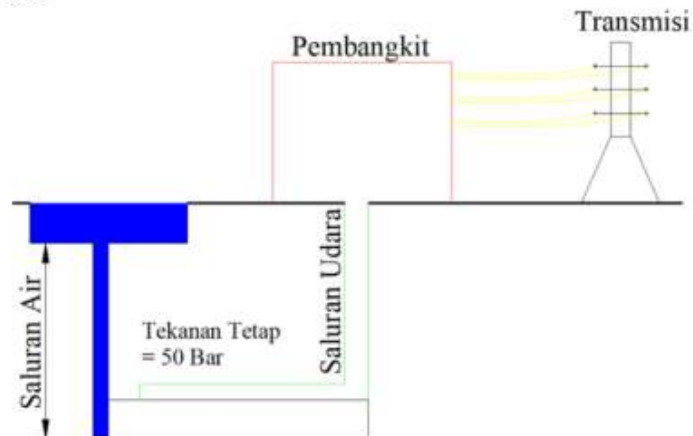 Transmisi
Pembangkit
Saluran Air
Saluran Udara
Tekanan Tetap
= 50 Bar